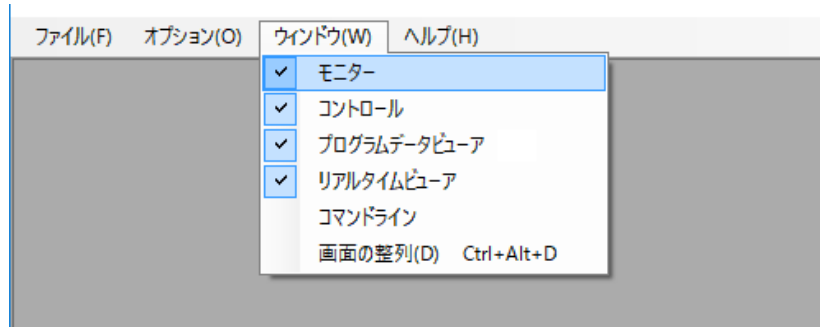 ファイル(F) オプション(O) ウィンドウ(W) ヘルプ(H)
モニター
コントロール
プログラムデータビューア
リアルタイムビューア
コマンドライン
画面の整列(D) Ctrl+Alt+D